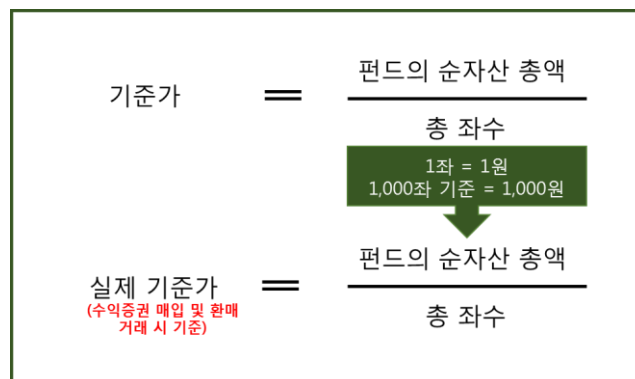 기준가 = 펀드의 순자산 총액
총 좌수
1좌 = 1원
1,000좌 기준 = 1,000원
실제 기준가 = 펀드의 순자산 총액
(수익증권 매입 및 환매
거래 시 기준)
총 좌수